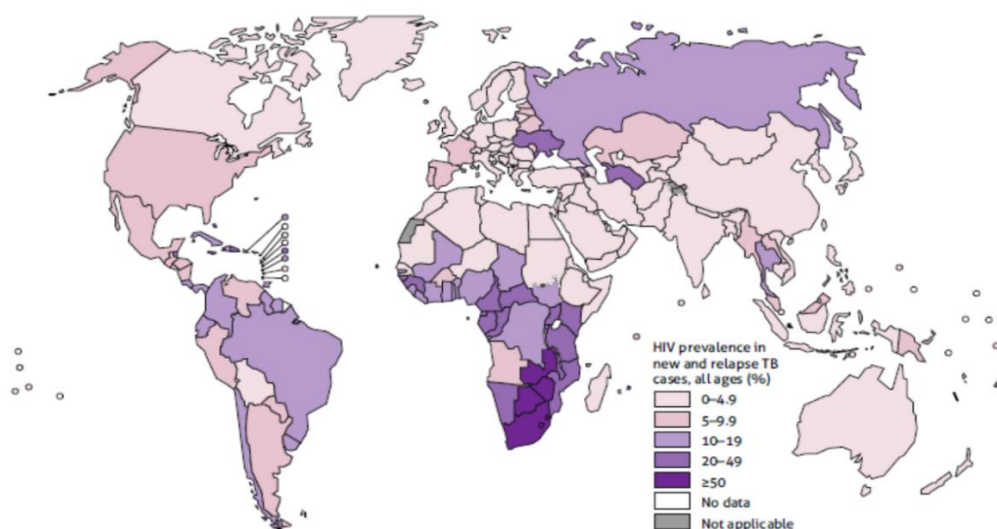 HIV prevalence in
new and relapse TB
cases, all ages (%)
0–4.9
5–9.9
10–19
20–49
≥50
No data
Not applicable